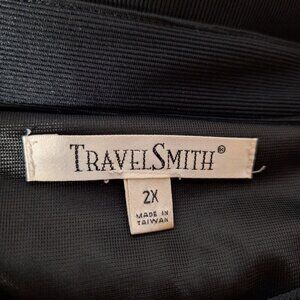 TRAVELSMITH®
2X
MADE IN
TAIWAN